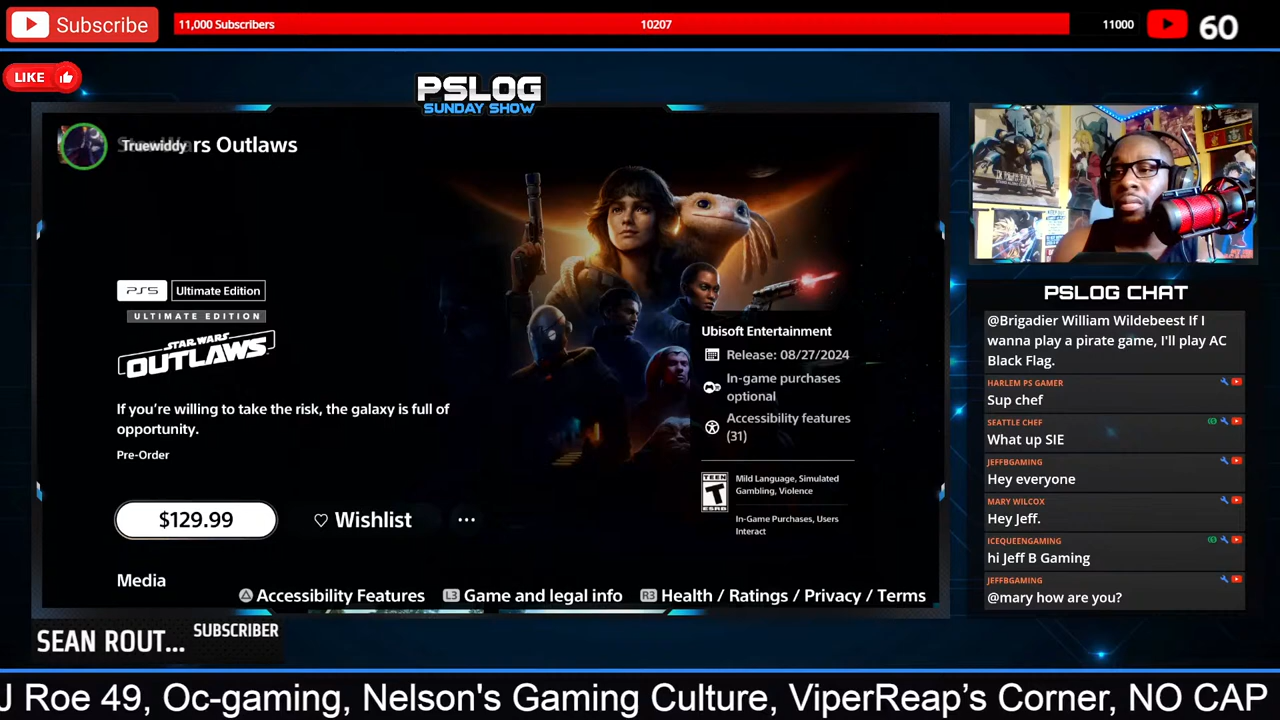 Subscribe
11,000 Subscribers
10207
11000
60
LIKE
PSLOG
SUNDAY SHOW
Truewiddy
rs Outlaws
PS5
Ultimate Edition
ULTIMATE EDITION
STAR WARS
OUTLAWS
If you're willing to take the risk, the galaxy is full of
opportunity.
Pre-Order
$129.99
Wishlist
Media
Ubisoft Entertainment
Release: 08/27/2024
In-game purchases
optional
Accessibility features
(31)
TEEN
T
ESRB
Mild Language, Simulated
Gambling, Violence
In-Game Purchases, Users
Interact
Accessibility Features
L3 Game and legal info
R3 Health / Ratings / Privacy / Terms
PSLOG CHAT
@Brigadier William Wildebeest If I
wanna play a pirate game, I'll play AC
Black Flag.
HARLEM PS GAMER
Sup chef
SEATTLE CHEF
What up SIE
JEFFBGAMING
Hey everyone
MARY WILCOX
Hey Jeff.
ICEQUEENGAMING
hi Jeff B Gaming
JEFFBGAMING
@mary how are you?
SEAN ROUT...
SUBSCRIBER
J Roe 49, Oc-gaming, Nelson's Gaming Culture, ViperReap's Corner, NO CAP